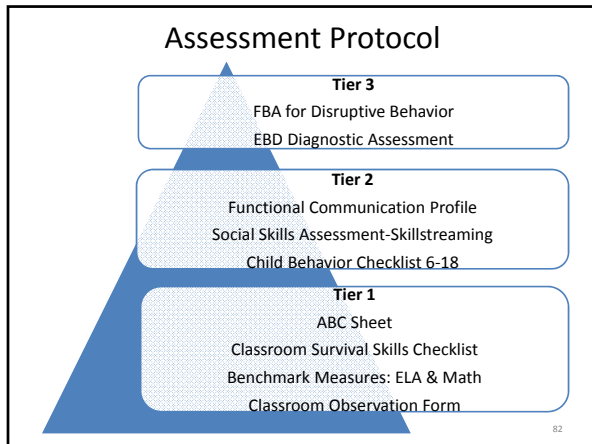 Assessment Protocol
Tier 3
FBA for Disruptive Behavior
EBD Diagnostic Assessment
Tier 2
Functional Communication Profile
Social Skills Assessment-Skillstreaming
Child Behavior Checklist 6-18
Tier 1
ABC Sheet
Classroom Survival Skills Checklist
Benchmark Measures: ELA & Math
Classroom Observation Form
82